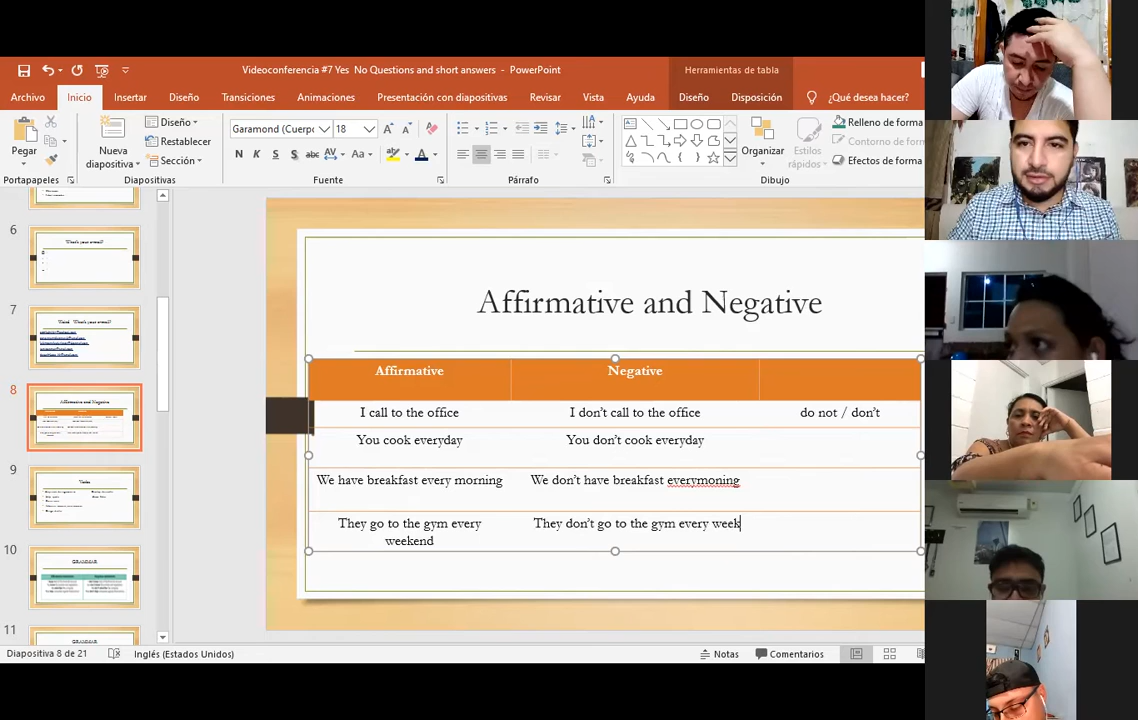 Videoconferencia #7 Yes No Questions and short answers - PowerPoint
Herramientas de tabla
Archivo Inicio Insertar Diseño Transiciones Animaciones Presentación con diapositivas Revisar Vista Ayuda Diseño Disposición ¿Qué desea hacer?
Pegar
Nueva diapositiva
Diseño
Restablecer
Sección
Garamond (Cuerpo 18
N K S S abc AV Aa A
Organizar
Estilos rápidos
Relleno de forma
Contorno de forma
Efectos de forma
Portapapeles Diapositivas Fuente Párrafo Dibujo
6
7
8
9
10
11
Affirmative and Negative
Affirmative Negative
I call to the office I don't call to the office do not / don't
You cook everyday You don't cook everyday
We have breakfast every morning We don't have breakfast everymoning
They go to the gym every They don't go to the gym every week
weekend
Diapositiva 8 de 21 Inglés (Estados Unidos) Notas Comentarios